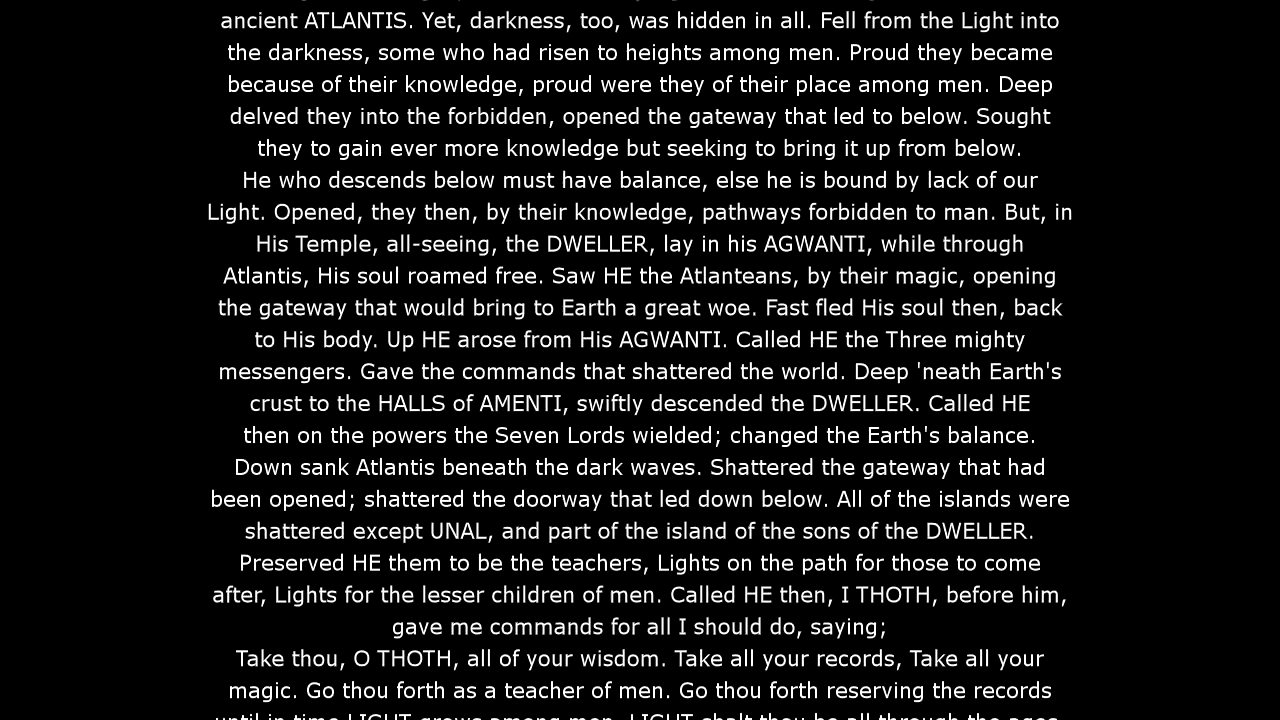 ancient ATLANTIS. Yet, darkness, too, was hidden in all. Fell from the Light into
the darkness, some who had risen to heights among men. Proud they became
because of their knowledge, proud were they of their place among men. Deep
delved they into the forbidden, opened the gateway that led to below. Sought
they to gain ever more knowledge but seeking to bring it up from below.
He who descends below must have balance, else he is bound by lack of our
Light. Opened, they then, by their knowledge, pathways forbidden to man. But, in
His Temple, all-seeing, the DWELLER, lay in his AGWANTI, while through
Atlantis, His soul roamed free. Saw HE the Atlanteans, by their magic, opening
the gateway that would bring to Earth a great woe. Fast fled His soul then, back
to His body. Up HE arose from His AGWANTI. Called HE the Three mighty
messengers. Gave the commands that shattered the world. Deep 'neath Earth's
crust to the HALLS of AMENTI, swiftly descended the DWELLER. Called HE
then on the powers the Seven Lords wielded; changed the Earth's balance.
Down sank Atlantis beneath the dark waves. Shattered the gateway that had
been opened; shattered the doorway that led down below. All of the islands were
shattered except UNAL, and part of the island of the sons of the DWELLER.
Preserved HE them to be the teachers, Lights on the path for those to come
after, Lights for the lesser children of men. Called HE then, I THOTH, before him,
gave me commands for all I should do, saying;
Take thou, O THOTH, all of your wisdom. Take all your records, Take all your
magic. Go thou forth as a teacher of men. Go thou forth reserving the records
until in time LIGHT grows among men. LIGHT shalt thou be all through the ages,